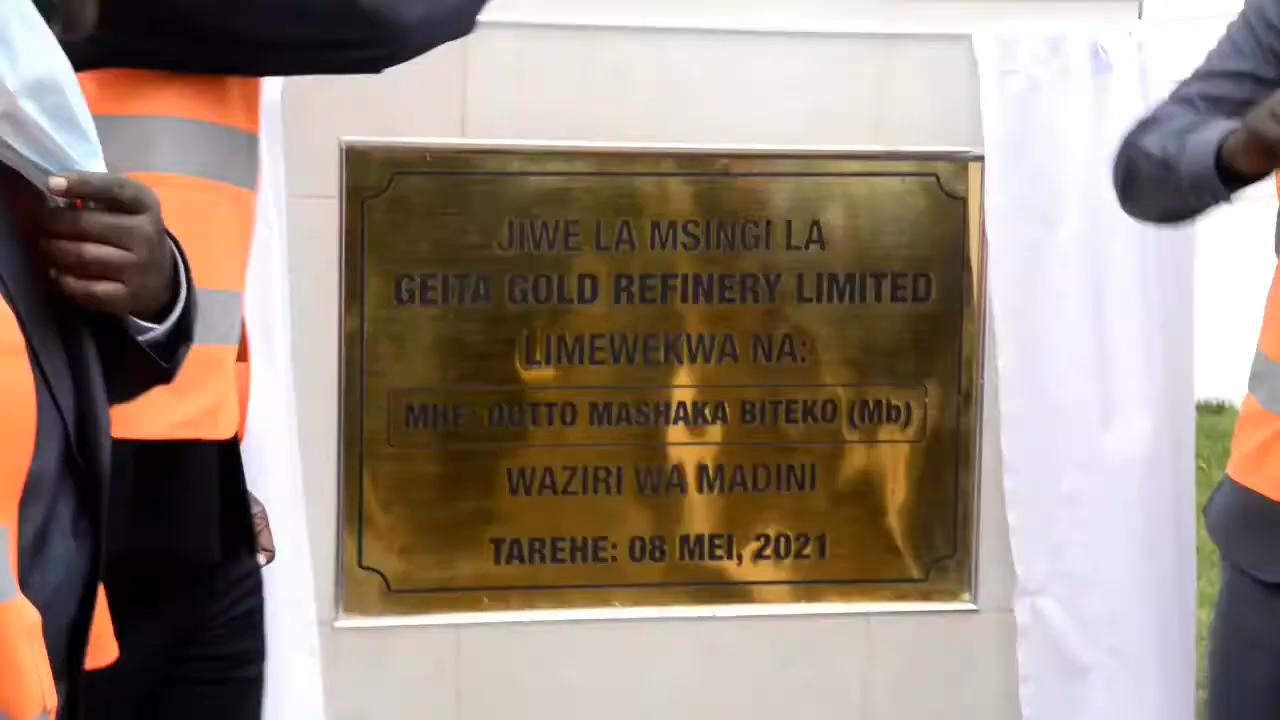 JIWE LA MSINGI LA
GEITA GOLD REFINERY LIMITED
LIMEWEKWA NA:
MHE: DOTTO MASHAKA BITEKO (Mb)
WAZIRI WA MADINI
TAREHE: 08 MEI, 2021